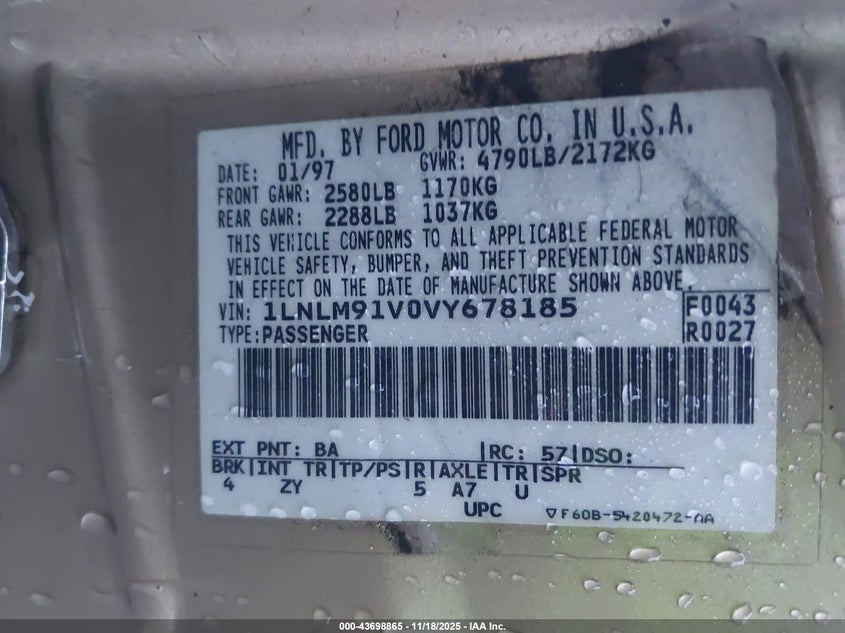 MFD. BY FORD MOTOR CO. IN U.S.A.
DATE: 01/97 GVWR: 4790LB/2172KG
FRONT GAWR: 2580LB 1170KG
REAR GAWR: 2288LB 1037KG
THIS VEHICLE CONFORMS TO ALL APPLICABLE FEDERAL MOTOR
VEHICLE SAFETY, BUMPER, AND THEFT PREVENTION STANDARDS
IN EFFECT ON THE DATE OF MANUFACTURE SHOWN ABOVE.
VIN: 1LNLM91V0VY678185 F0043
TYPE: PASSENGER R0027
EXT PNT: BA |RC: 57|DSO:
BRK|INT TR|TP/PS|R|AXLE|TR|SPR
4 ZY 5 A7 U
UPC ▽F60B-5420472-AA
000-43698865 - 11/18/2025 - IAA Inc.